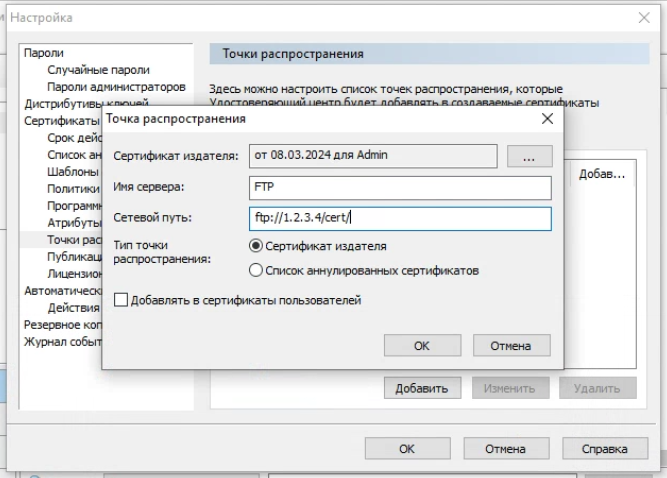 Настройка
Пароли
Случайные пароли
Пароли администраторов
Дистрибутивы ключей
Сертификаты
Срок дейс
Список ан
Шаблоны
Политики
Программ
Атрибуты
Точки рас
Публикац
Лицензио
Автоматическ
Действия
Резервное коп
Журнал событ
Точки распространения
Здесь можно настроить список точек распространения, которые
Удостоверяющий центр будет добавлять в создаваемые сертификаты
Добав...
Точка распространения
Сертификат издателя:
от 08.03.2024 для Admin
...
Имя сервера:
FTP
Сетевой путь:
ftp://1.2.3.4/cert/
Тип точки
распространения:
Сертификат издателя
Список аннулированных сертификатов
Добавлять в сертификаты пользователей
ОК
Отмена
Добавить
Изменить
Удалить
ОК
Отмена
Справка